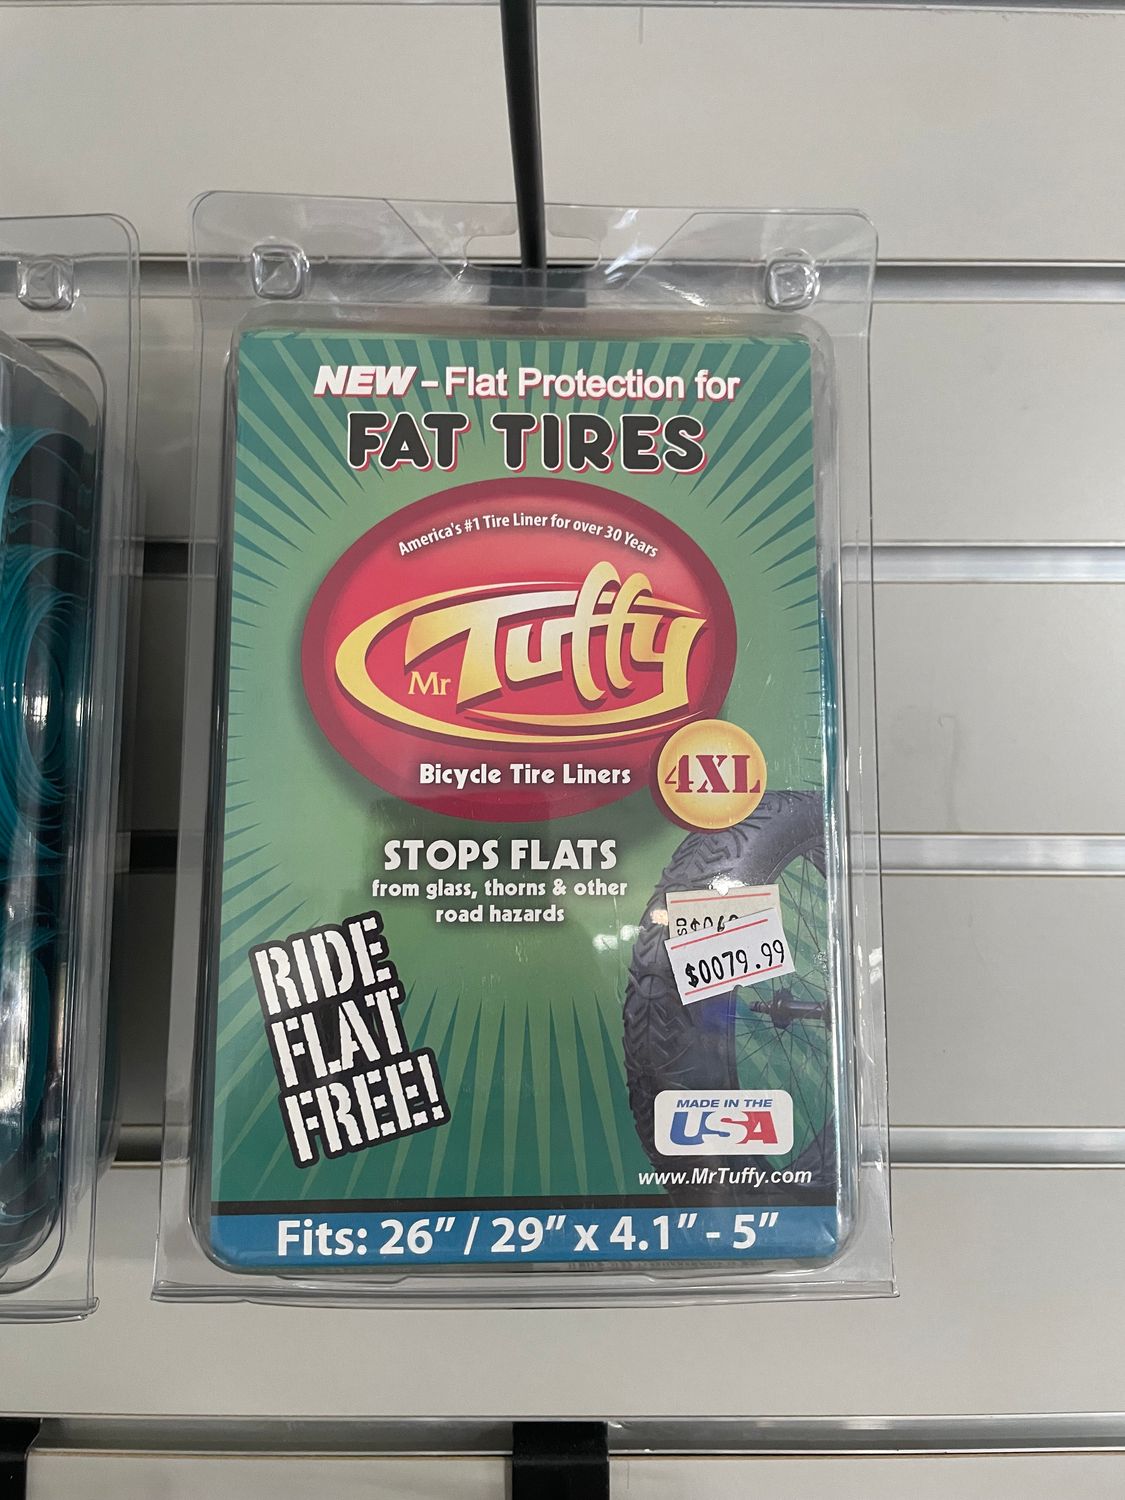 NEW - Flat Protection for
FAT TIRES
America's #1 Tire Liner for over 30 Years
Mr Tuffy
Bicycle Tire Liners
4XL
STOPS FLATS
from glass, thorns & other
road hazards
$0079.99
RIDE
FLAT
FREE!
MADE IN THE
USA
www.MrTuffy.com
Fits: 26" / 29" x 4.1" - 5"